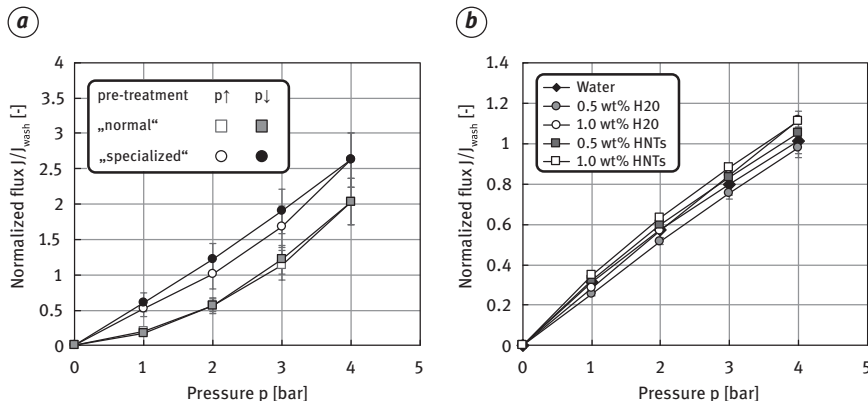 a
b
4
3.5
3
2.5
2
1.5
1
0.5
0
0
1
2
3
4
5
Normalized flux J/J_wash [-]
Pressure p [bar]
pre-treatment p↑ p↓
„normal“
„specialized“
1.4
1.2
1
0.8
0.6
0.4
0.2
0
0
1
2
3
4
5
Normalized flux J/J_wash [-]
Pressure p [bar]
Water
0.5 wt% H20
1.0 wt% H20
0.5 wt% HNTs
1.0 wt% HNTs